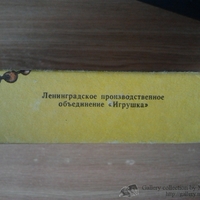 Ленинградское производственное
объединение «Игрушка»